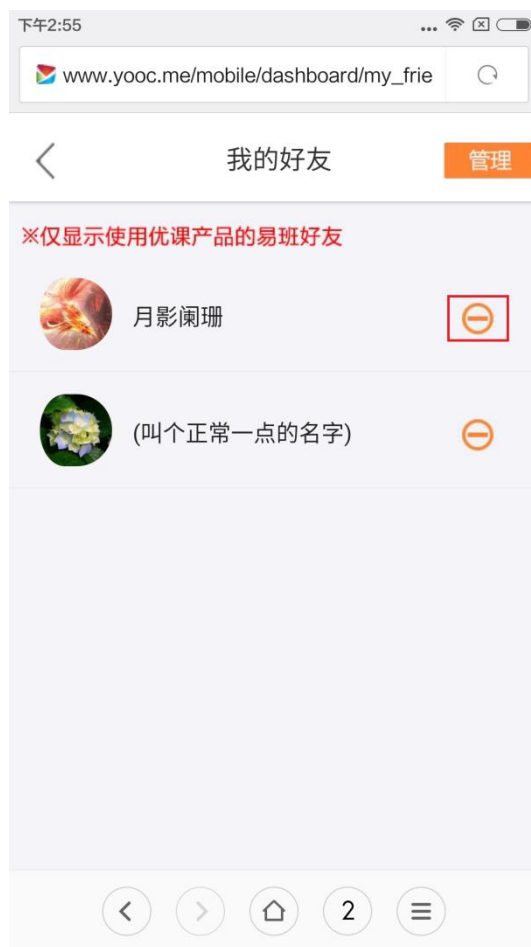 下午2:55
www.yooc.me/mobile/dashboard/my_frie
我的好友
管理
※仅显示使用优课产品的易班好友
月影阑珊
(叫个正常一点的名字)
2